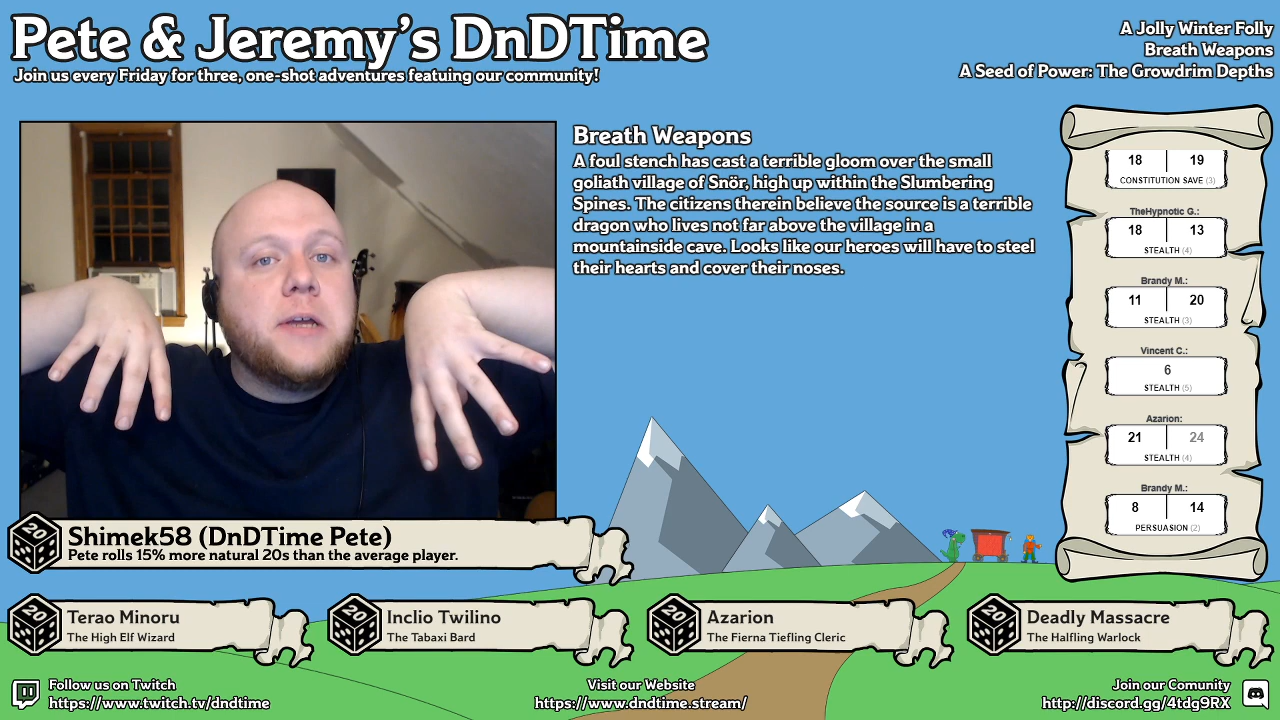 Pete & Jeremy's DnDTime
Join us every Friday for three, one-shot adventures featuing our community!
A Jolly Winter Folly
Breath Weapons
A Seed of Power: The Growdrim Depths
Breath Weapons
A foul stench has cast a terrible gloom over the small
goliath village of Snör, high up within the Slumbering
Spines. The citizens therein believe the source is a terrible
dragon who lives not far above the village in a
mountainside cave. Looks like our heroes will have to steel
their hearts and cover their noses.
18 19
CONSTITUTION SAVE (3)
TheHypnotic G.:
18 13
STEALTH (4)
Brandy M.:
11 20
STEALTH (3)
Vincent C.:
6
STEALTH (5)
Azarion:
21 24
STEALTH (4)
Brandy M.:
8 14
PERSUASION (2)
20
Shimek58 (DnDTime Pete)
Pete rolls 15% more natural 20s than the average player.
20
Terao Minoru
The High Elf Wizard
20
Inclio Twilino
The Tabaxi Bard
20
Azarion
The Fierna Tiefling Cleric
20
Deadly Massacre
The Halfling Warlock
Follow us on Twitch
https://www.twitch.tv/dndtime
Visit our Website
https://www.dndtime.stream/
Join our Comunity
http://discord.gg/4tdg9RX